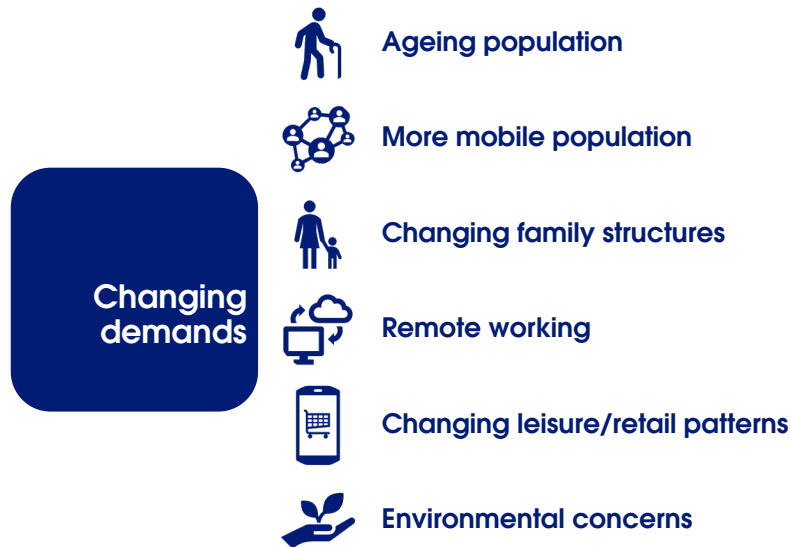 Changing
demands
Ageing population
More mobile population
Changing family structures
Remote working
Changing leisure/retail patterns
Environmental concerns